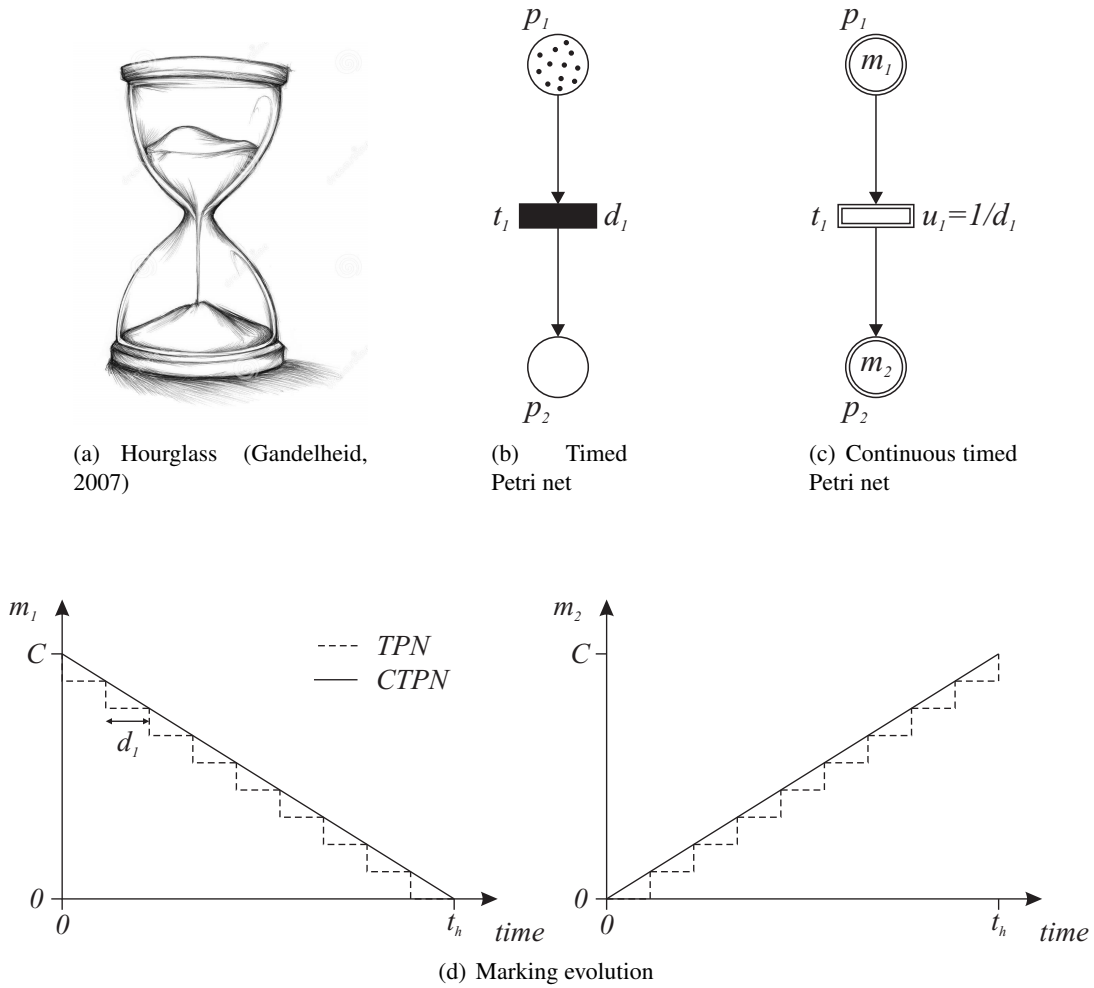 p₁
m₁
t₁ d₁
p₂
p₁
m₁
t₁ u₁=1/d₁
m₂
p₂
(a) Hourglass (Gandelheid,
2007)
(b) Timed
Petri net
(c) Continuous timed
Petri net
m₁
C
TPN
CTPN
d₁
0
0
tₕ
time
m₂
C
0
0
tₕ
time
(d) Marking evolution